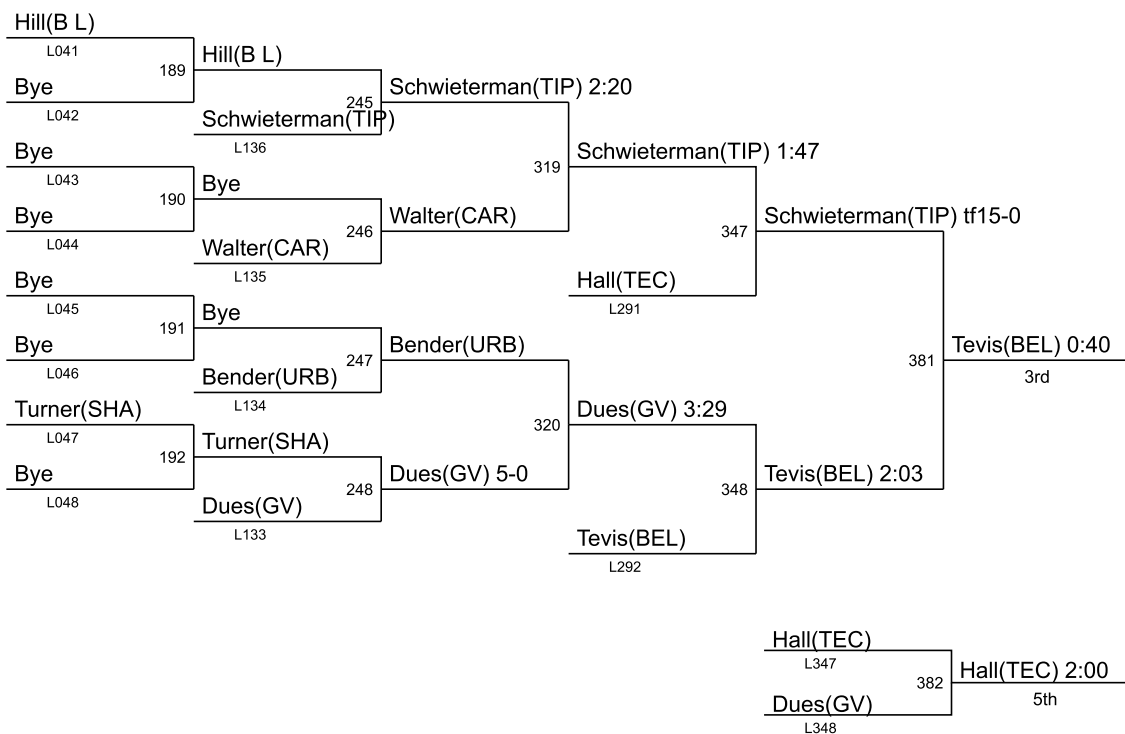 Hill(B L)
L041
189
Bye
L042
Hill(B L)
245
Schwieterman(TIP)
L136
Bye
L043
190
Bye
L044
Bye
246
Walter(CAR)
L135
Schwieterman(TIP) 2:20
319
Walter(CAR)
Schwieterman(TIP) 1:47
347
Hall(TEC)
L291
Schwieterman(TIP) tf15-0
Bye
L045
191
Bye
L046
Bye
247
Bender(URB)
L134
Turner(SHA)
L047
192
Bye
L048
Turner(SHA)
248
Dues(GV)
L133
Bender(URB)
320
Dues(GV) 5-0
Dues(GV) 3:29
348
Tevis(BEL)
L292
Tevis(BEL) 2:03
381
Tevis(BEL) 0:40
3rd
Hall(TEC)
L347
382
Dues(GV)
L348
Hall(TEC) 2:00
5th